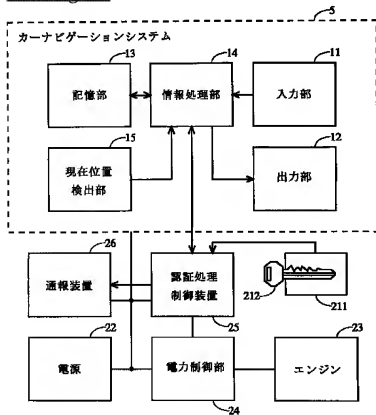 5
カーナビゲーションシステム
13
14
11
記憶部
情報処理部
入力部
15
12
現在位置
検出部
出力部
26
通報装置
認証処理
制御装置
212
211
22
25
23
電源
電力制御部
エンジン
24